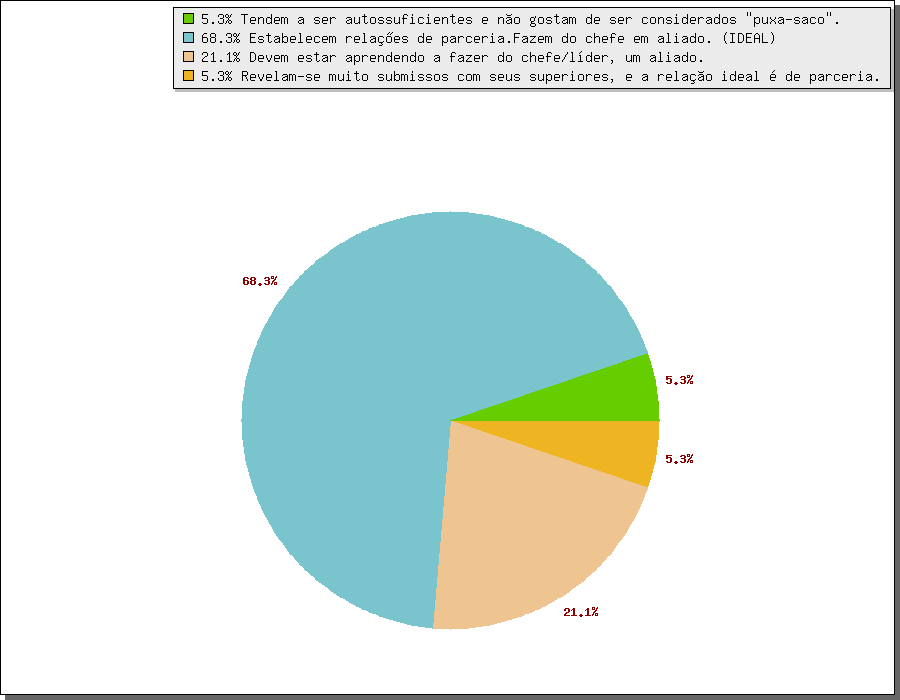 5.3% Tendem a ser autossuficientes e não gostam de ser considerados "puxa-saco".
68.3% Estabelecem relações de parceria.Fazem do chefe em aliado. (IDEAL)
21.1% Devem estar aprendendo a fazer do chefe/líder, um aliado.
5.3% Revelam-se muito submissos com seus superiores, e a relação ideal é de parceria.
68.3%
5.3%
5.3%
21.1%